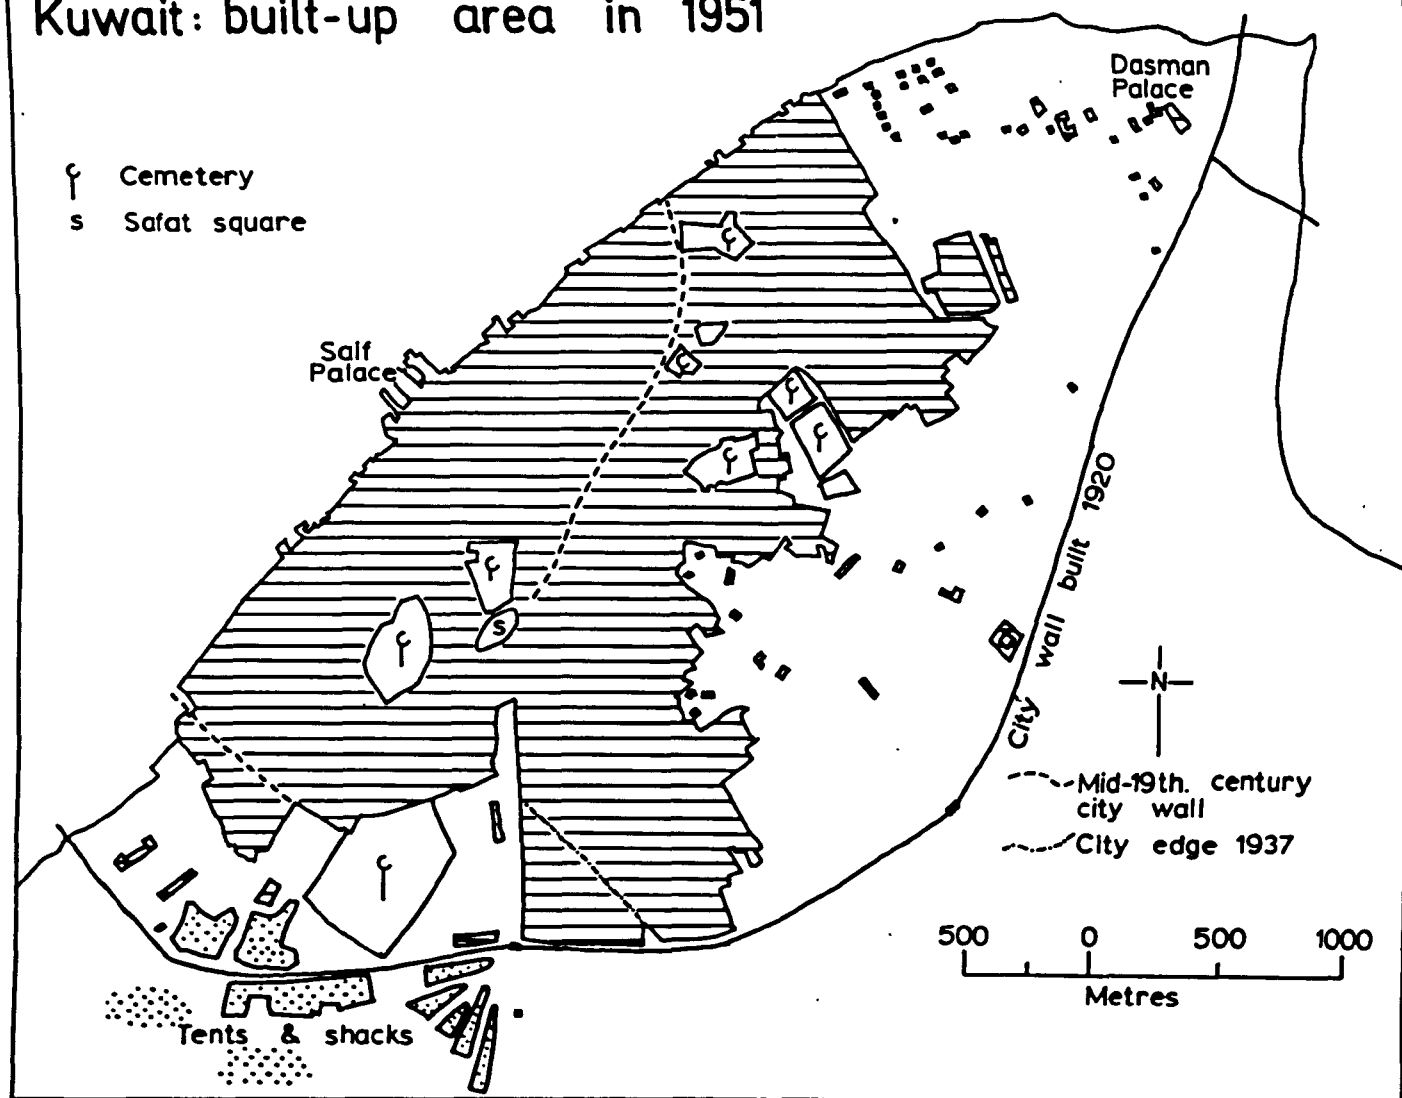 Kuwait: built-up area in 1951
Dasman
Palace
Cemetery
s Safat square
Saif
Palace
s
City wall built 1920
N
Mid-19th. century
city wall
City edge 1937
500 0 500 1000
Metres
Tents & shacks